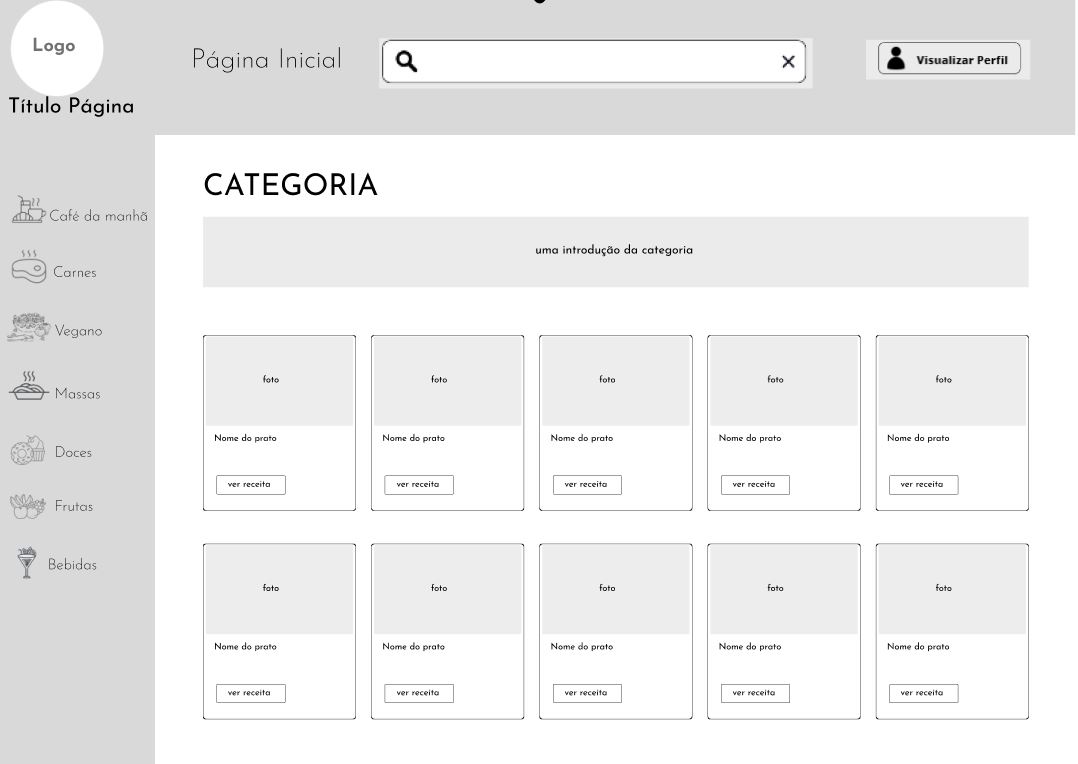 Logo
Título Página
Página Inicial
Visualizar Perfil
Café da manhã
Carnes
Vegano
Massas
Doces
Frutas
Bebidas
CATEGORIA
uma introdução da categoria
foto foto foto foto foto
Nome do prato Nome do prato Nome do prato Nome do prato Nome do prato
ver receita ver receita ver receita ver receita ver receita
foto foto foto foto foto
Nome do prato Nome do prato Nome do prato Nome do prato Nome do prato
ver receita ver receita ver receita ver receita ver receita